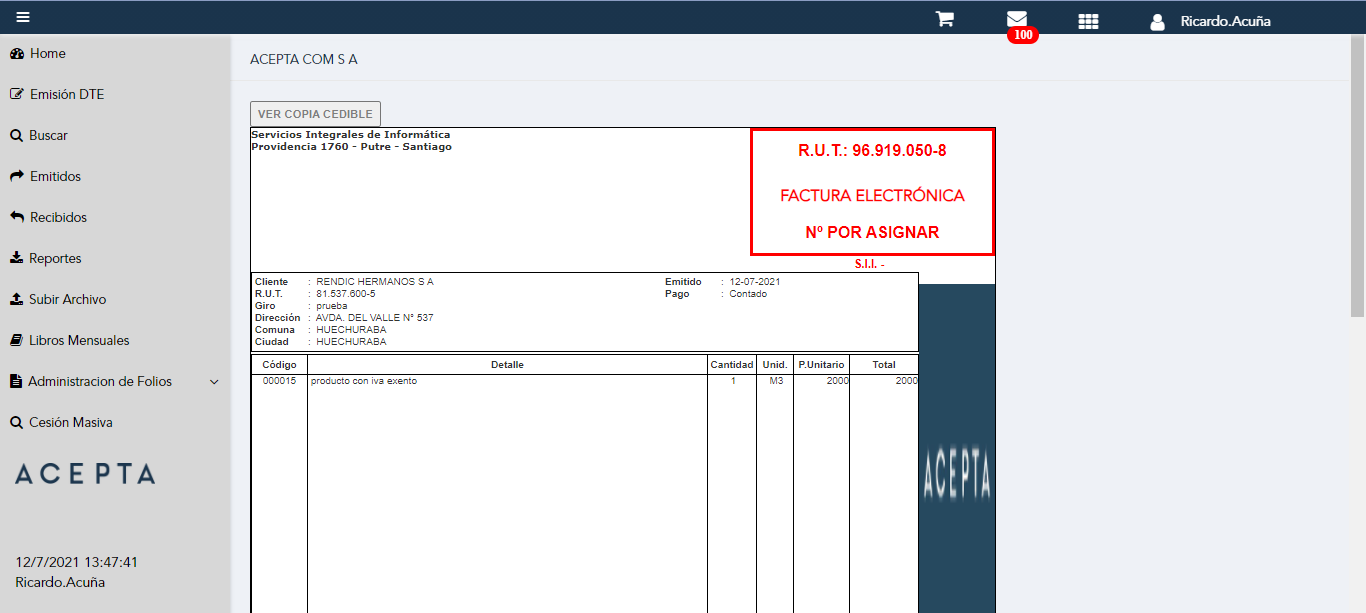 Ricardo.Acuña
100
Home
Emisión DTE
Buscar
Emitidos
Recibidos
Reportes
Subir Archivo
Libros Mensuales
Administracion de Folios
Cesión Masiva
ACEPTA
12/7/2021 13:47:41
Ricardo.Acuña
ACEPTA COM S A
VER COPIA CEDIBLE
Servicios Integrales de Informática
Providencia 1760 - Putre - Santiago
R.U.T.: 96.919.050-8
FACTURA ELECTRÓNICA
Nº POR ASIGNAR
S.I.I. -
Cliente : RENDIC HERMANOS S A Emitido : 12-07-2021
R.U.T. : 81.537.600-5 Pago : Contado
Giro : prueba
Dirección : AVDA. DEL VALLE N° 537
Comuna : HUECHURABA
Ciudad : HUECHURABA
Código Detalle Cantidad Unid. P.Unitario Total
000015 producto con iva exento 1 M3 2000 2000
ACEPTA